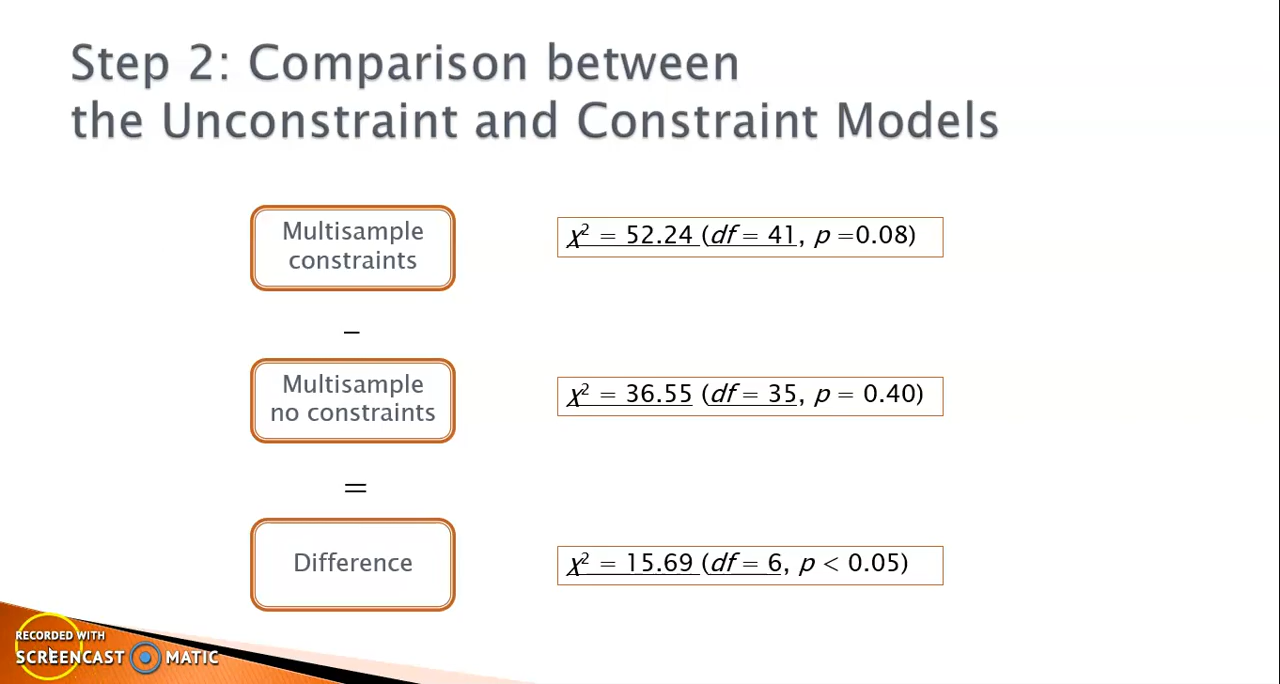 Step 2: Comparison between
the Unconstraint and Constraint Models
Multisample
constraints
χ² = 52.24 (df = 41, p =0.08)
–
Multisample
no constraints
χ² = 36.55 (df = 35, p = 0.40)
=
Difference
χ² = 15.69 (df = 6, p < 0.05)
RECORDED WITH
SCREENCAST MATIC